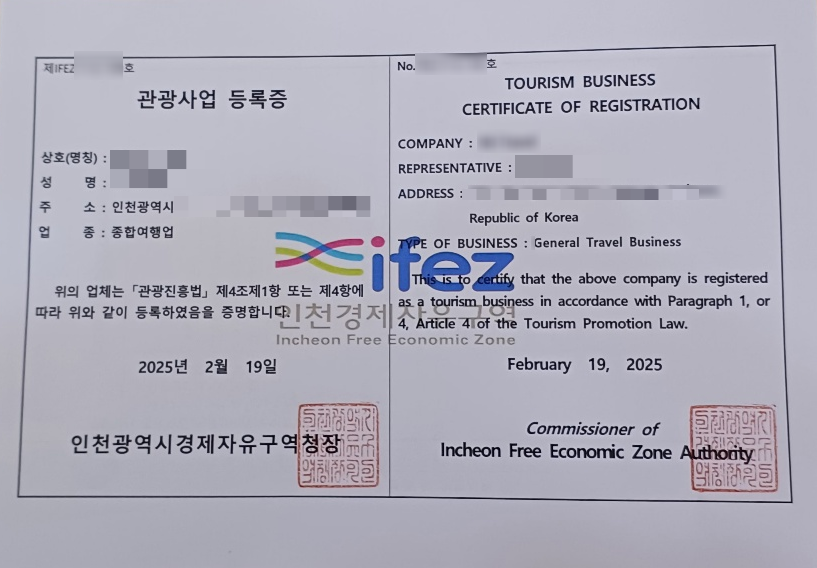 제IFEZ 호
관광사업 등록증
상호(명칭) :
성 명 :
주 소 : 인천광역시
업 종 : 종합여행업
위의 업체는 「관광진흥법」 제4조제1항 또는 제4항에
따라 위와 같이 등록하였음을 증명합니다.
2025년 2월 19일
인천광역시경제자유구역청장
No. 호
TOURISM BUSINESS
CERTIFICATE OF REGISTRATION
COMPANY :
REPRESENTATIVE :
ADDRESS :
Republic of Korea
TYPE OF BUSINESS : General Travel Business
This is to certify that the above company is registered
as a tourism business in accordance with Paragraph 1, or
4, Article 4 of the Tourism Promotion Law.
February 19, 2025
Commissioner of
Incheon Free Economic Zone Authority
ifez
인천경제자유구역
Incheon Free Economic Zone